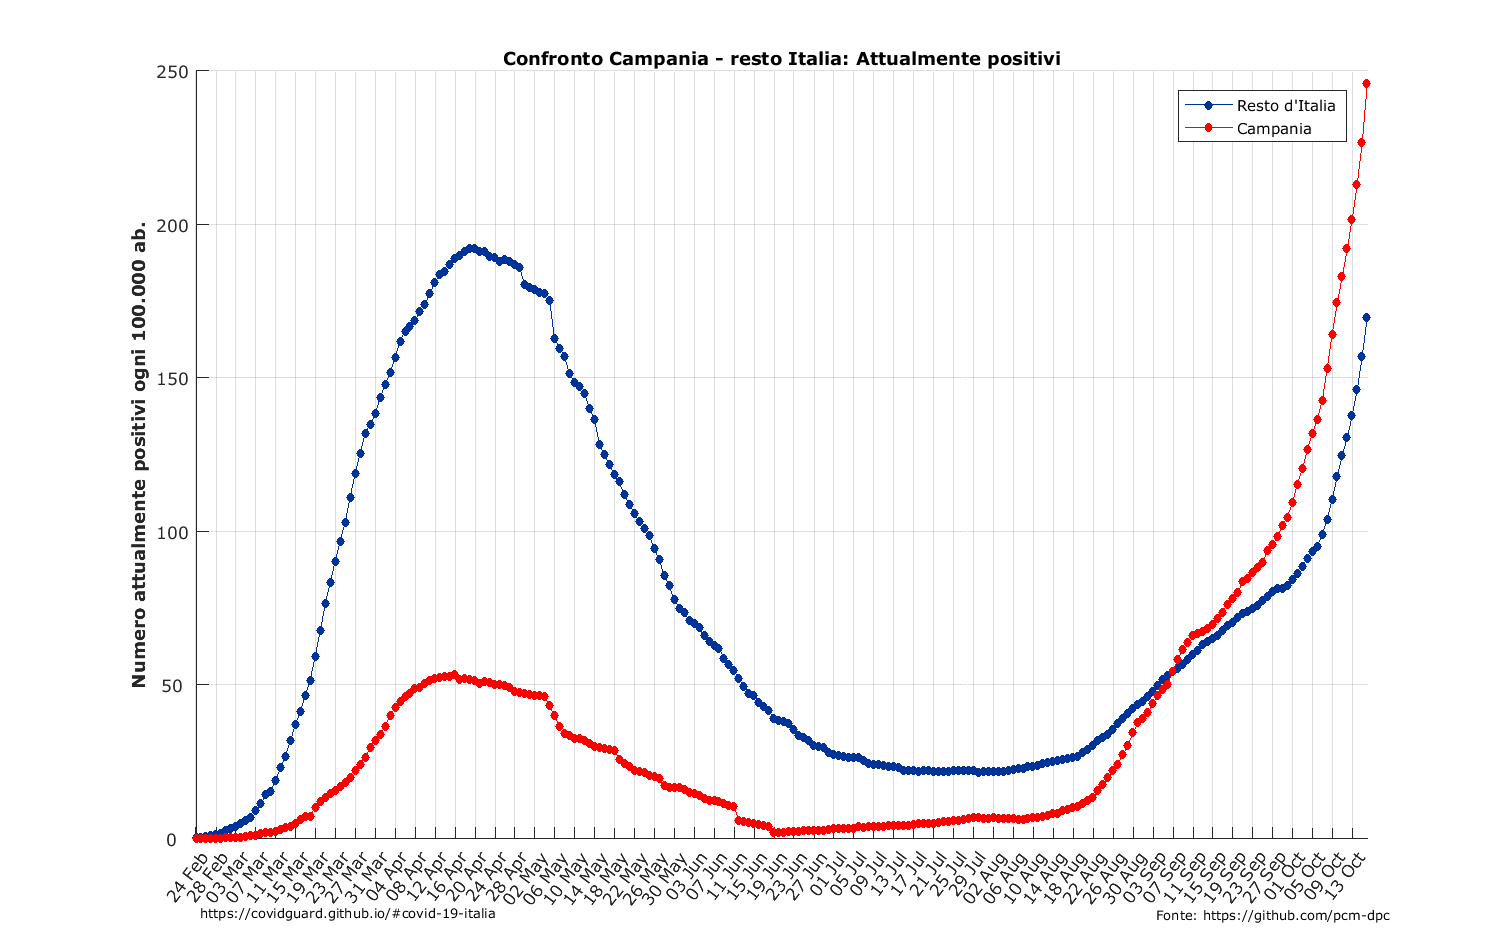 Confronto Campania - resto Italia: Attualmente positivi
250
200
150
100
50
0
Numero attualmente positivi ogni 100.000 ab.
Resto d'Italia
Campania
24 Feb
28 Feb
03 Mar
07 Mar
11 Mar
15 Mar
19 Mar
23 Mar
27 Mar
31 Mar
04 Apr
08 Apr
12 Apr
16 Apr
20 Apr
24 Apr
28 Apr
02 May
06 May
10 May
14 May
18 May
22 May
26 May
30 May
03 Jun
07 Jun
11 Jun
15 Jun
19 Jun
23 Jun
27 Jun
01 Jul
05 Jul
09 Jul
13 Jul
17 Jul
21 Jul
25 Jul
29 Jul
02 Aug
06 Aug
10 Aug
14 Aug
18 Aug
22 Aug
26 Aug
30 Aug
03 Sep
07 Sep
11 Sep
15 Sep
19 Sep
23 Sep
27 Sep
01 Oct
05 Oct
09 Oct
13 Oct
https://covidguard.github.io/#covid-19-italia
Fonte: https://github.com/pcm-dpc